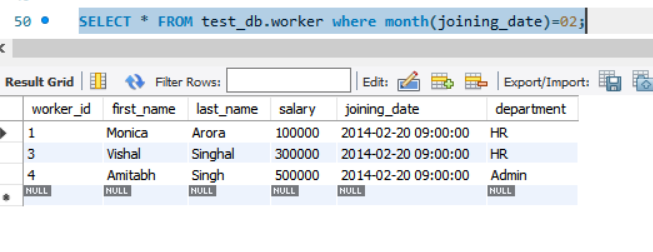 50 SELECT * FROM test_db.worker where month(joining_date)=02;
Result Grid Filter Rows: Edit: Export/Import:
worker_id first_name last_name salary joining_date department
1 Monica Arora 100000 2014-02-20 09:00:00 HR
3 Vishal Singhal 300000 2014-02-20 09:00:00 HR
4 Amitabh Singh 500000 2014-02-20 09:00:00 Admin
NULL NULL NULL NULL NULL NULL